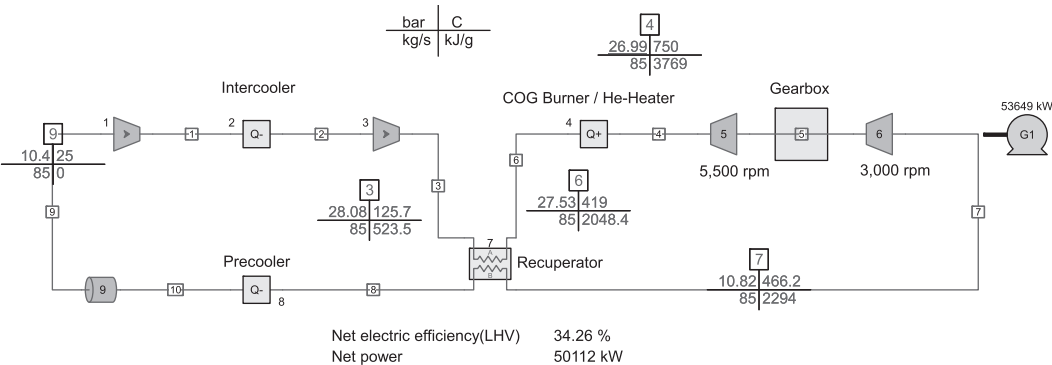 bar C
kg/s kJ/g
4
26.99 750
85 3769
Intercooler
COG Burner / He-Heater
Gearbox
53649 kW
9
1
1
2
Q-
2
3
4
Q+
4
5
5
6
G1
10.4 25
85 0
5,500 rpm
3,000 rpm
6
3
3
28.08 125.7
85 523.5
6
27.53 419
85 2048.4
9
7
7
A
B
Recuperator
Precooler
9
10
Q-
8
8
7
10.82 466.2
85 2294
Net electric efficiency(LHV) 34.26 %
Net power 50112 kW